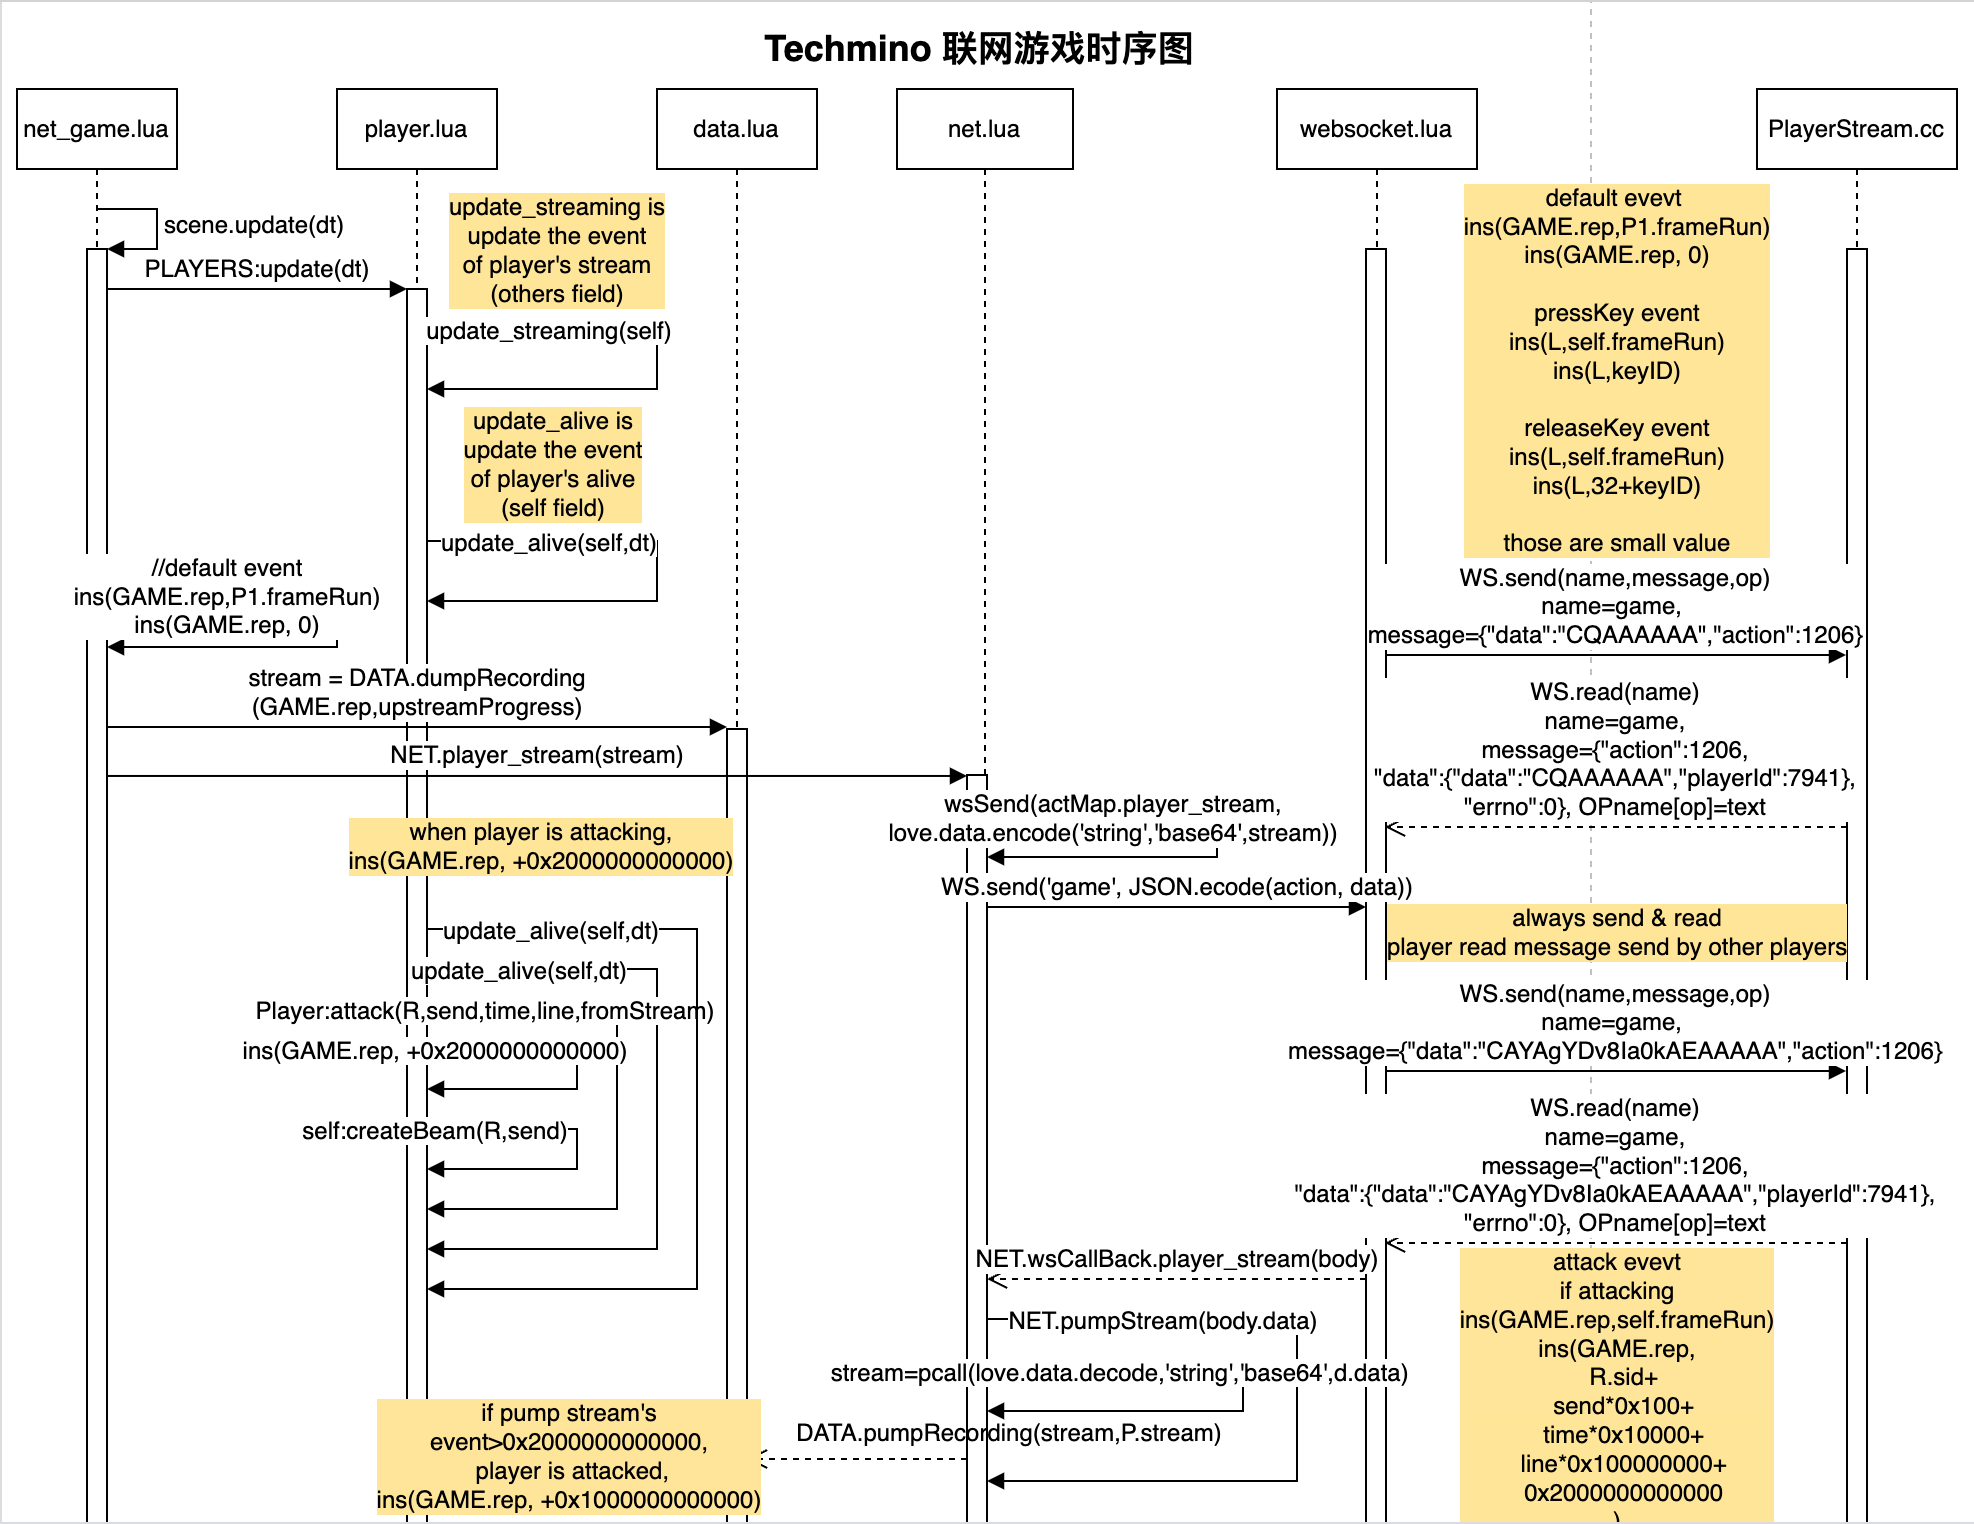 Techmino 联网游戏时序图
net_game.lua
player.lua
data.lua
net.lua
websocket.lua
PlayerStream.cc
scene.update(dt)
PLAYERS:update(dt)
update_streaming is
update the event
of player's stream
(others field)
update_streaming(self)
update_alive is
update the event
of player's alive
(self field)
update_alive(self,dt)
//default event
ins(GAME.rep,P1.frameRun)
ins(GAME.rep, 0)
stream = DATA.dumpRecording
(GAME.rep,upstreamProgress)
NET.player_stream(stream)
when player is attacking,
ins(GAME.rep, +0x2000000000000)
update_alive(self,dt)
update_alive(self,dt)
Player:attack(R,send,time,line,fromStream)
ins(GAME.rep, +0x2000000000000)
self:createBeam(R,send)
if pump stream's
event>0x2000000000000,
player is attacked,
ins(GAME.rep, +0x1000000000000)
wsSend(actMap.player_stream,
love.data.encode('string','base64',stream))
WS.send('game', JSON.ecode(action, data))
NET.wsCallBack.player_stream(body)
NET.pumpStream(body.data)
stream=pcall(love.data.decode,'string','base64',d.data)
DATA.pumpRecording(stream,P.stream)
default evevt
ins(GAME.rep,P1.frameRun)
ins(GAME.rep, 0)
pressKey event
ins(L,self.frameRun)
ins(L,keyID)
releaseKey event
ins(L,self.frameRun)
ins(L,32+keyID)
those are small value
WS.send(name,message,op)
name=game,
message={"data":"CQAAAAAA","action":1206}
WS.read(name)
name=game,
message={"action":1206,
"data":{"data":"CQAAAAAA","playerId":7941},
"errno":0}, OPname[op]=text
always send & read
player read message send by other players
WS.send(name,message,op)
name=game,
message={"data":"CAYAgYDv8Ia0kAEAAAAA","action":1206}
WS.read(name)
name=game,
message={"action":1206,
"data":{"data":"CAYAgYDv8Ia0kAEAAAAA","playerId":7941},
"errno":0}, OPname[op]=text
attack evevt
if attacking
ins(GAME.rep,self.frameRun)
ins(GAME.rep,
R.sid+
send*0x100+
time*0x10000+
line*0x100000000+
0x2000000000000
)